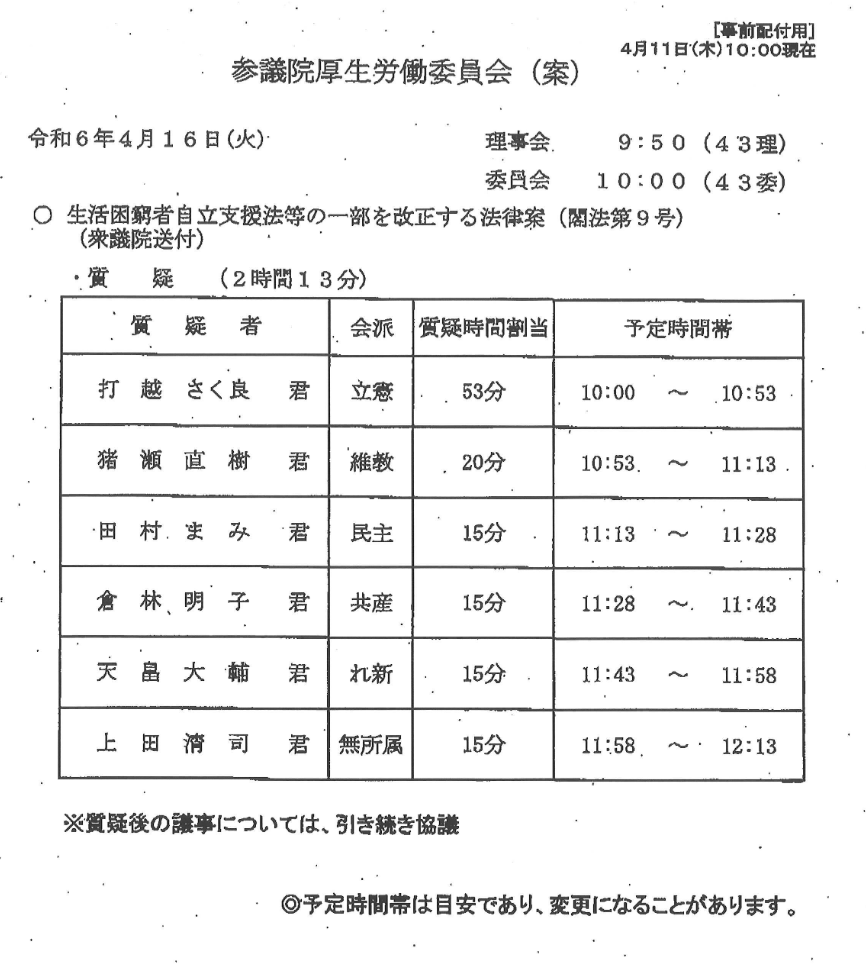 [事前配付用]
4月11日(木)10:00現在
参議院厚生労働委員会（案）
令和６年４月１６日(火)
理事会　９：５０（４３理）
委員会　１０：００（４３委）
○ 生活困窮者自立支援法等の一部を改正する法律案（閣法第９号）
（衆議院送付）
・質　疑　（２時間１３分）
質　疑　者　会派　質疑時間割当　予定時間帯
打　越　さく良　君　立憲　53分　10:00　～　10:53
猪　瀬　直　樹　君　維教　20分　10:53　～　11:13
田　村　ま　み　君　民主　15分　11:13　～　11:28
倉　林　明　子　君　共産　15分　11:28　～　11:43
天　畠　大　輔　君　れ新　15分　11:43　～　11:58
上　田　清　司　君　無所属　15分　11:58　～　12:13
※質疑後の議事については、引き続き協議
◎予定時間帯は目安であり、変更になることがあります。